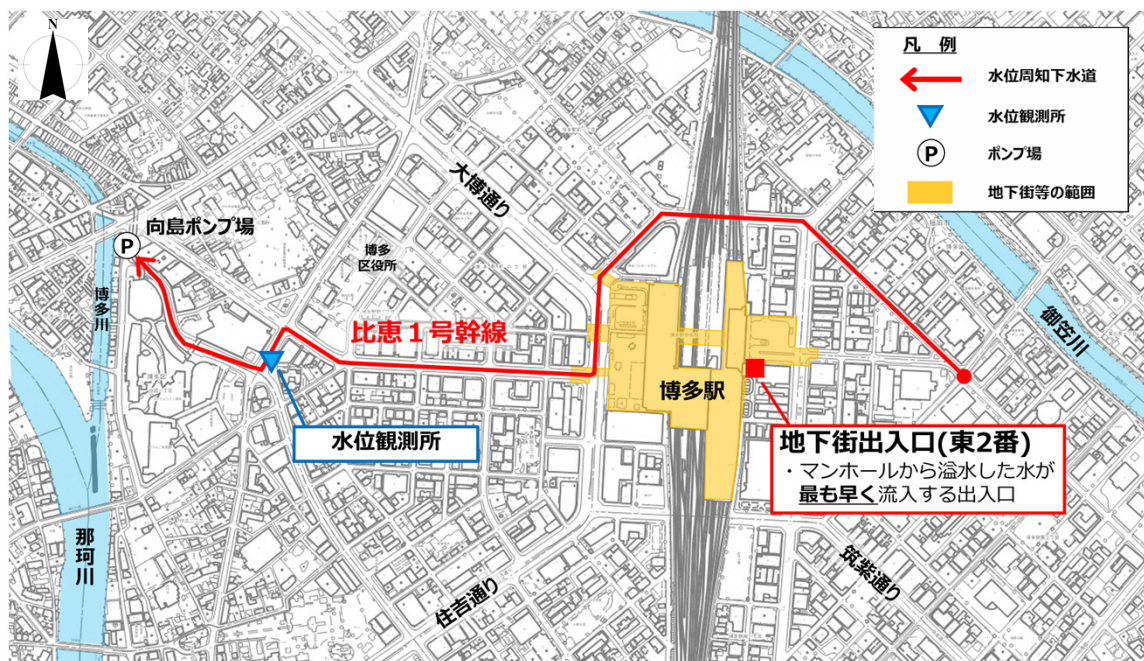 N
凡 例
水位周知下水道
水位観測所
P
ポンプ場
地下街等の範囲
大博通り
向島ポンプ場
P
博多
区役所
博多川
比恵１号幹線
御笠川
博多駅
水位観測所
地下街出入口(東2番)
・マンホールから溢水した水が
最も早く流入する出入口
那珂川
住吉通り
筑紫通り